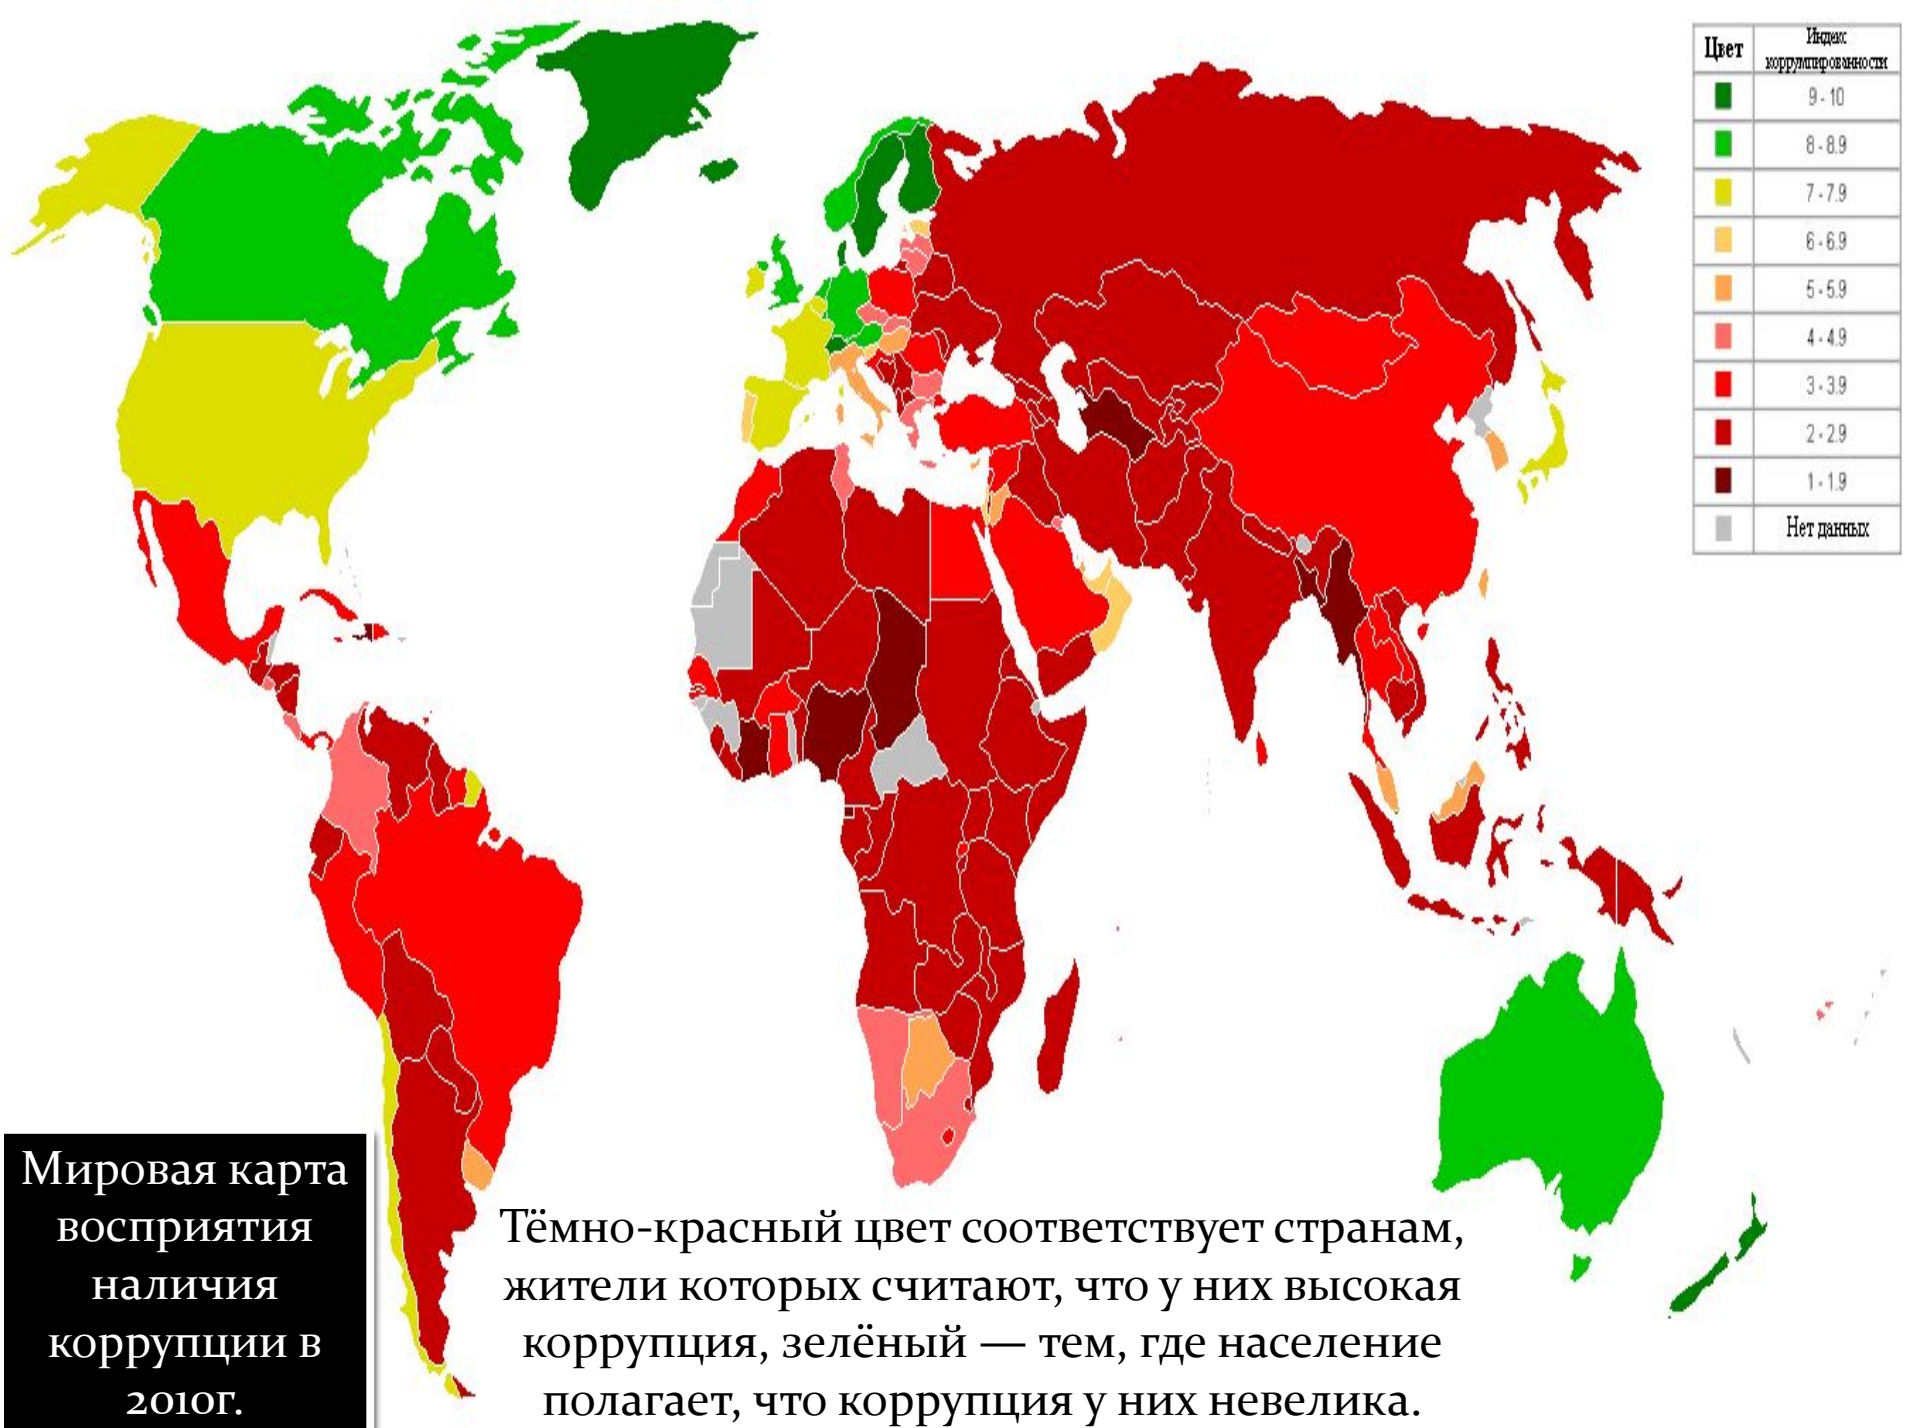 Цвет
Индекс
коррумпированности
9 - 10
8 - 8.9
7 - 7.9
6 - 6.9
5 - 5.9
4 - 4.9
3 - 3.9
2 - 2.9
1 - 1.9
Нет данных
Мировая карта
восприятия
наличия
коррупции в
2010г.
Тёмно-красный цвет соответствует странам,
жители которых считают, что у них высокая
коррупция, зелёный — тем, где население
полагает, что коррупция у них невелика.